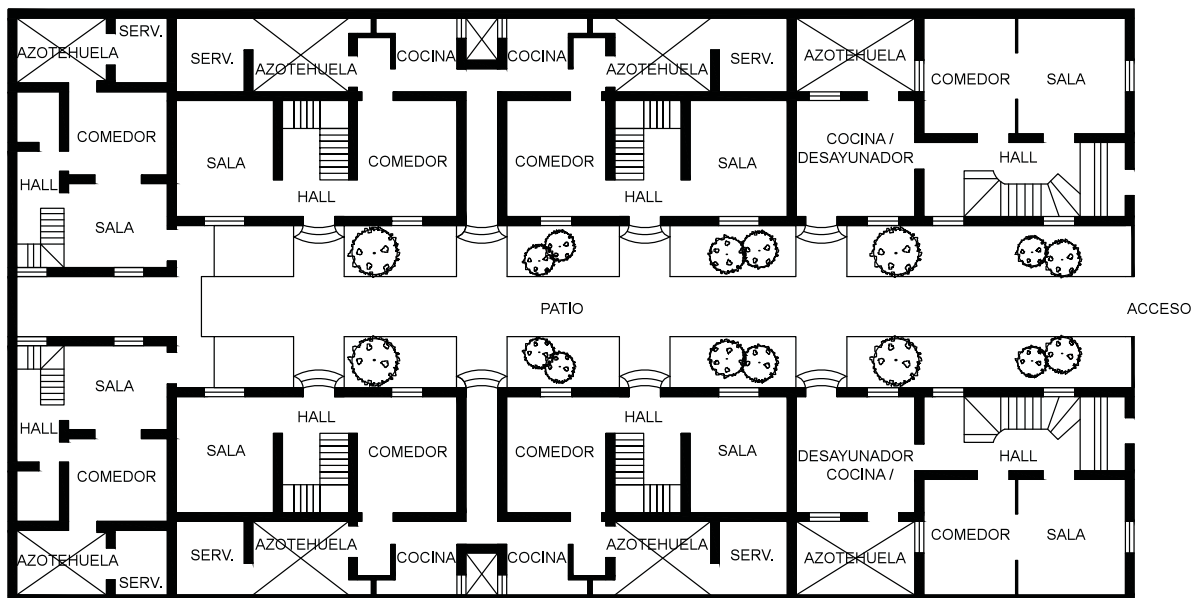 SERV.
AZOTEHUELA
SERV.
AZOTEHUELA
COCINA
COCINA
AZOTEHUELA
SERV.
AZOTEHUELA
COMEDOR
SALA
COMEDOR
SALA
COMEDOR
COMEDOR
SALA
COCINA /
DESAYUNADOR
HALL
HALL
HALL
HALL
SALA
PATIO
ACCESO
SALA
HALL
HALL
HALL
SALA
COMEDOR
COMEDOR
SALA
DESAYUNADOR
COCINA /
HALL
COMEDOR
COMEDOR
SALA
AZOTEHUELA
SERV.
SERV.
AZOTEHUELA
COCINA
COCINA
AZOTEHUELA
SERV.
AZOTEHUELA